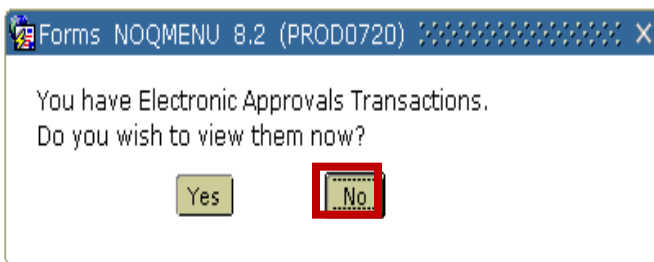 Forms NOQMENU 8.2 (PROD0720)
You have Electronic Approvals Transactions.
Do you wish to view them now?
Yes No